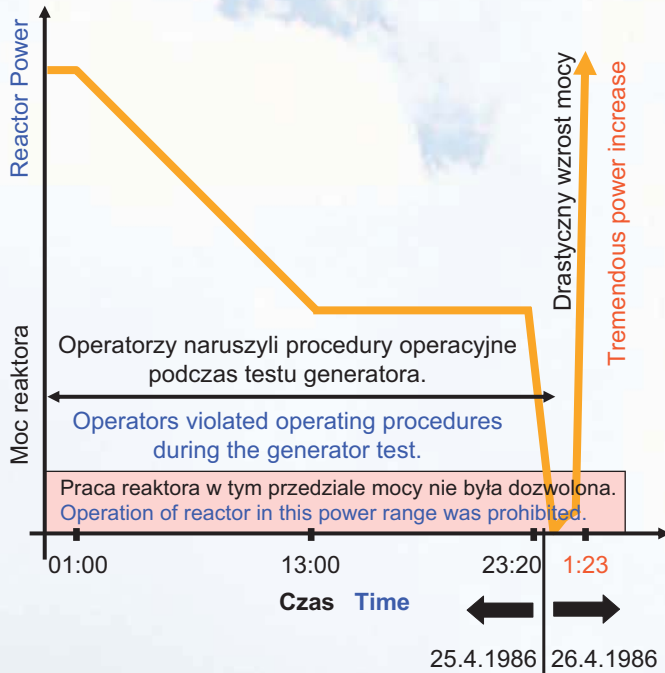 Reactor Power
Moc reaktora
Drastyczny wzrost mocy
Tremendous power increase
Operatorzy naruszyli procedury operacyjne
podczas testu generatora.
Operators violated operating procedures
during the generator test.
Praca reaktora w tym przedziale mocy nie była dozwolona.
Operation of reactor in this power range was prohibited.
01:00 13:00 23:20 1:23
Czas Time
25.4.1986 26.4.1986